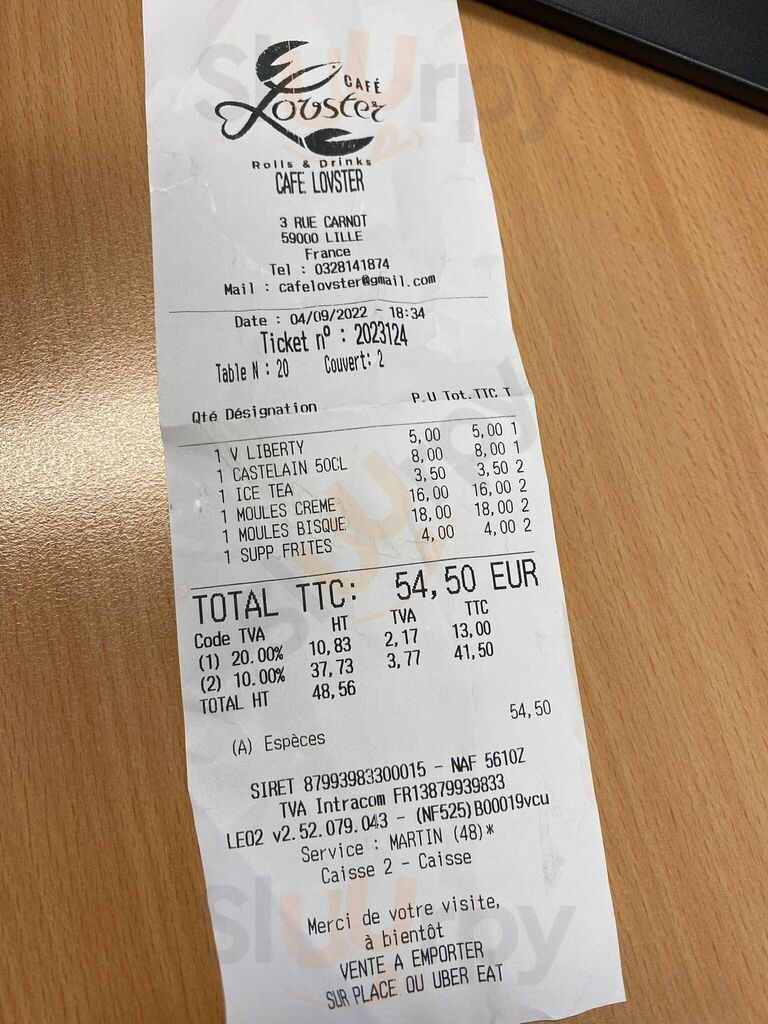 CAFÉ
Lovster
Rolls & Drinks
CAFE LOVSTER
3 RUE CARNOT
59000 LILLE
France
Tel : 0328141874
Mail : cafelovster@gmail.com
Date : 04/09/2022 - 18:34
Ticket n° : 2023124
Table N : 20 Couvert: 2
Qté Désignation P.U Tot.TTC T
1 V LIBERTY 5,00 5,00 1
1 CASTELAIN 50CL 8,00 8,00 1
1 ICE TEA 3,50 3,50 2
1 MOULES CREME 16,00 16,00 2
1 MOULES BISQUE 18,00 18,00 2
1 SUPP FRITES 4,00 4,00 2
TOTAL TTC: 54,50 EUR
Code TVA HT TVA TTC
(1) 20.00% 10,83 2,17 13,00
(2) 10.00% 37,73 3,77 41,50
TOTAL HT 48,56
(A) Espèces 54,50
SIRET 87993983300015 - NAF 5610Z
TVA Intracom FR13879939833
LEO2 v2.52.079.043 - (NF525)B00019vcu
Service : MARTIN (48)*
Caisse 2 - Caisse
Merci de votre visite,
à bientôt
VENTE A EMPORTER
SUR PLACE OU UBER EAT
slUUrpy
slUUrpy
slUUrpy